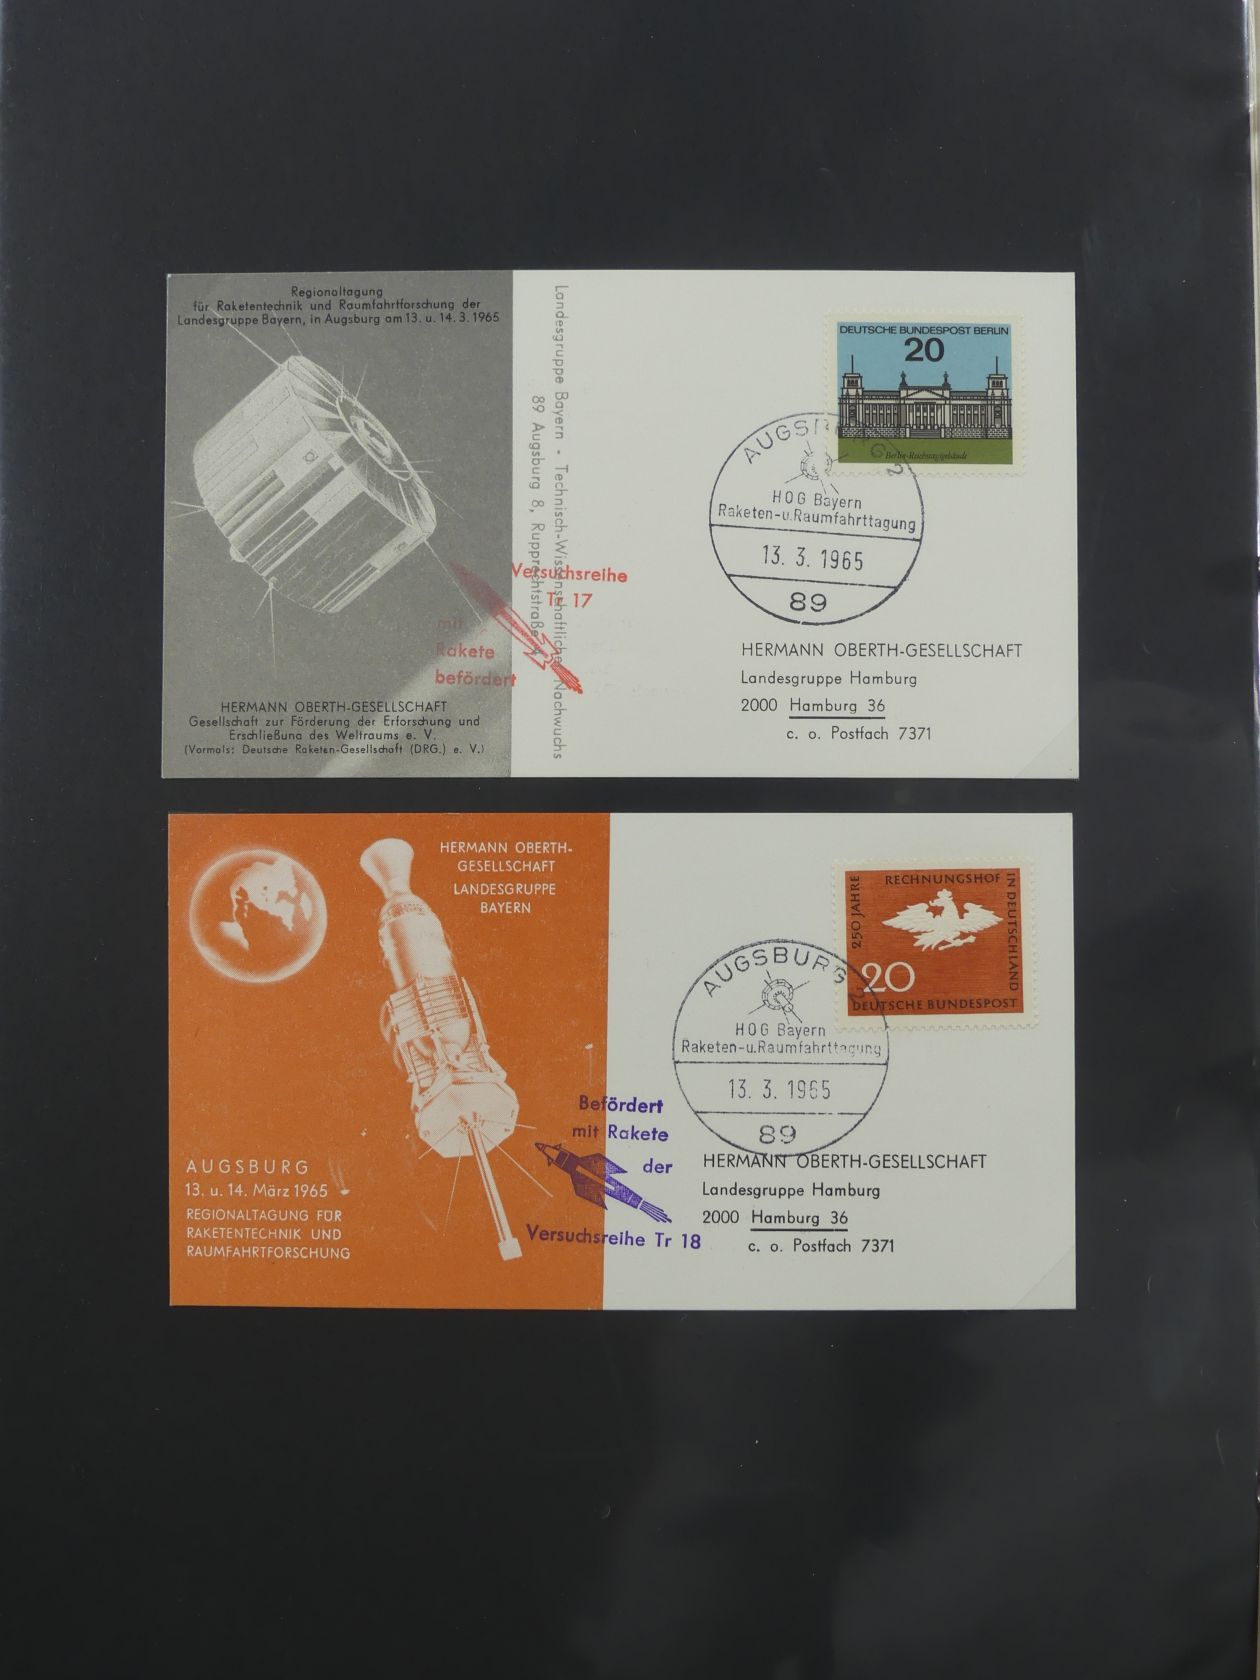 Regionaltagung
für Raketentechnik und Raumfahrtforschung der
Landesgruppe Bayern, in Augsburg am 13. u. 14. 3. 1965
Landesgruppe Bayern - Technisch-Wissenschaftlicher Nachwuchs
89 Augsburg 8, Rupprechtstraße
DEUTSCHE BUNDESPOST BERLIN
20
Berlin-Reichstagsgebäude
AUGSBURG 2
HOG Bayern
Raketen-u.Raumfahrttagung
13. 3. 1965
89
Versuchsreihe
Tr 17
mit
Rakete
befördert
HERMANN OBERTH-GESELLSCHAFT
Gesellschaft zur Förderung der Erforschung und
Erschließung des Weltraums e. V.
(Vormals: Deutsche Raketen-Gesellschaft (DRG.) e. V.)
HERMANN OBERTH-GESELLSCHAFT
Landesgruppe Hamburg
2000 Hamburg 36
c. o. Postfach 7371
HERMANN OBERTH-
GESELLSCHAFT
LANDESGRUPPE
BAYERN
250 JAHRE
RECHNUNGSHOF
IN DEUTSCHLAND
20
DEUTSCHE BUNDESPOST
AUGSBURG 2
HOG Bayern
Raketen-u.Raumfahrttagung
13. 3. 1965
89
Befördert
mit Rakete
der
Versuchsreihe Tr 18
AUGSBURG
13. u. 14. März 1965
REGIONALTAGUNG FÜR
RAKETENTECHNIK UND
RAUMFAHRTFORSCHUNG
HERMANN OBERTH-GESELLSCHAFT
Landesgruppe Hamburg
2000 Hamburg 36
c. o. Postfach 7371